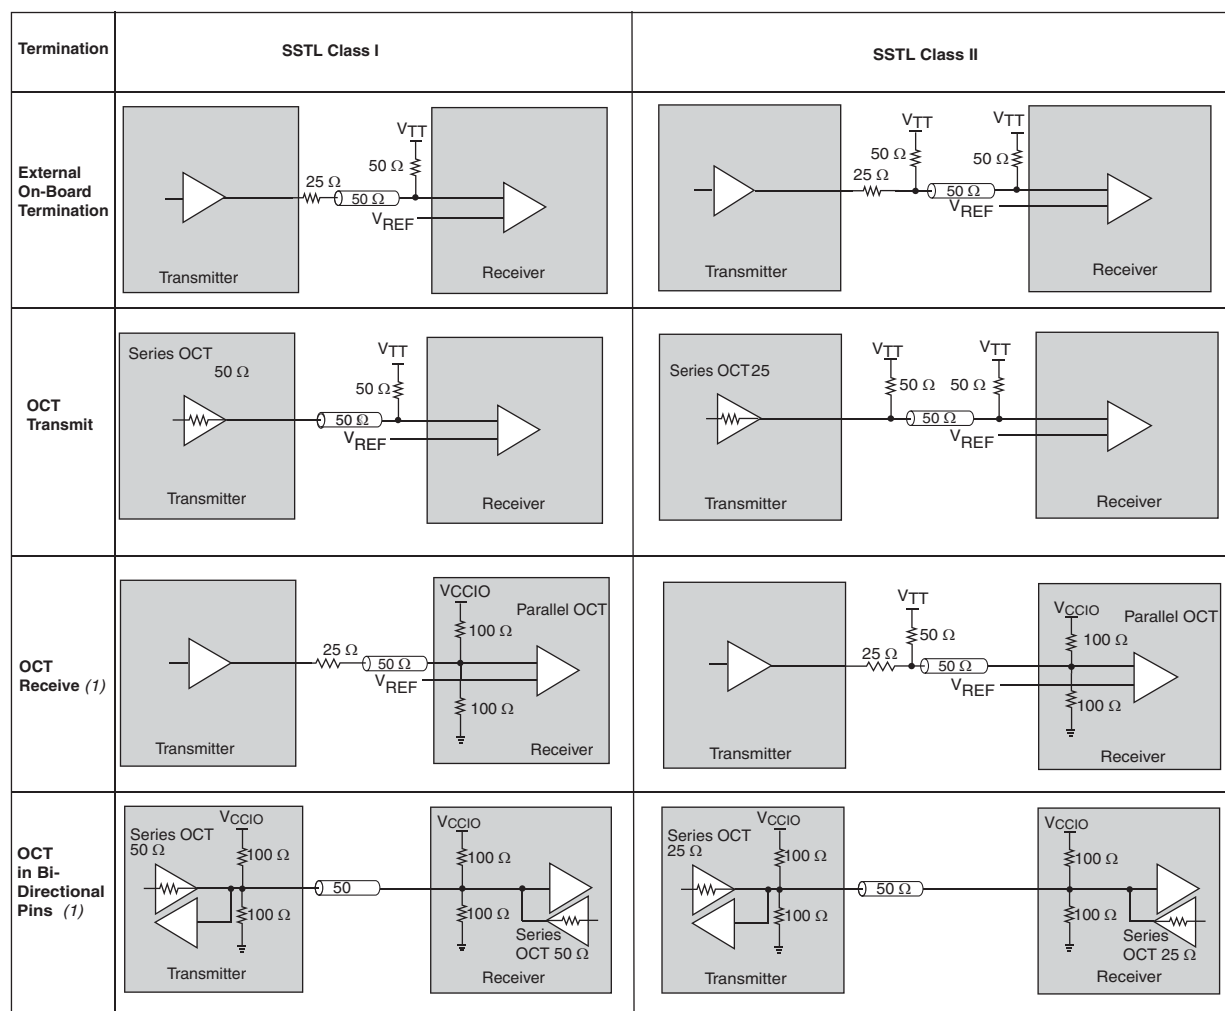 Termination
SSTL Class I
SSTL Class II
External
On-Board
Termination
VTT
50 Ω
25 Ω
50 Ω
VREF
Transmitter
Receiver
VTT
VTT
50 Ω
50 Ω
25 Ω
50 Ω
VREF
Transmitter
Receiver
OCT
Transmit
Series OCT
50 Ω
VTT
50 Ω
50 Ω
VREF
Transmitter
Receiver
Series OCT25
VTT
VTT
50 Ω
50 Ω
50 Ω
VREF
Transmitter
Receiver
OCT
Receive (1)
VCCIO
Parallel OCT
100 Ω
25 Ω
50 Ω
VREF
100 Ω
Transmitter
Receiver
VTT
VCCIO
Parallel OCT
50 Ω
100 Ω
25 Ω
50 Ω
VREF
100 Ω
Transmitter
Receiver
OCT
in Bi-
Directional
Pins (1)
Series OCT
50 Ω
VCCIO
100 Ω
100 Ω
50
Transmitter
VCCIO
100 Ω
100 Ω
Series
OCT 50 Ω
Receiver
Series OCT
25 Ω
VCCIO
100 Ω
100 Ω
50 Ω
Transmitter
VCCIO
100 Ω
100 Ω
Series
OCT 25 Ω
Receiver